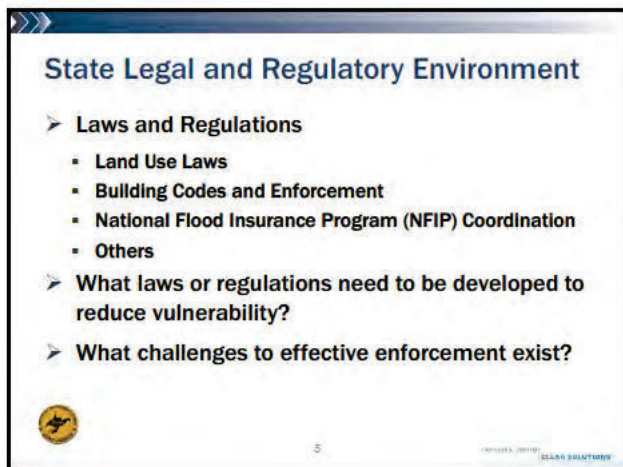 State Legal and Regulatory Environment
➢ Laws and Regulations
▪ Land Use Laws
▪ Building Codes and Enforcement
▪ National Flood Insurance Program (NFIP) Coordination
▪ Others
➢ What laws or regulations need to be developed to
reduce vulnerability?
➢ What challenges to effective enforcement exist?
5
CLEAR SOLUTIONS